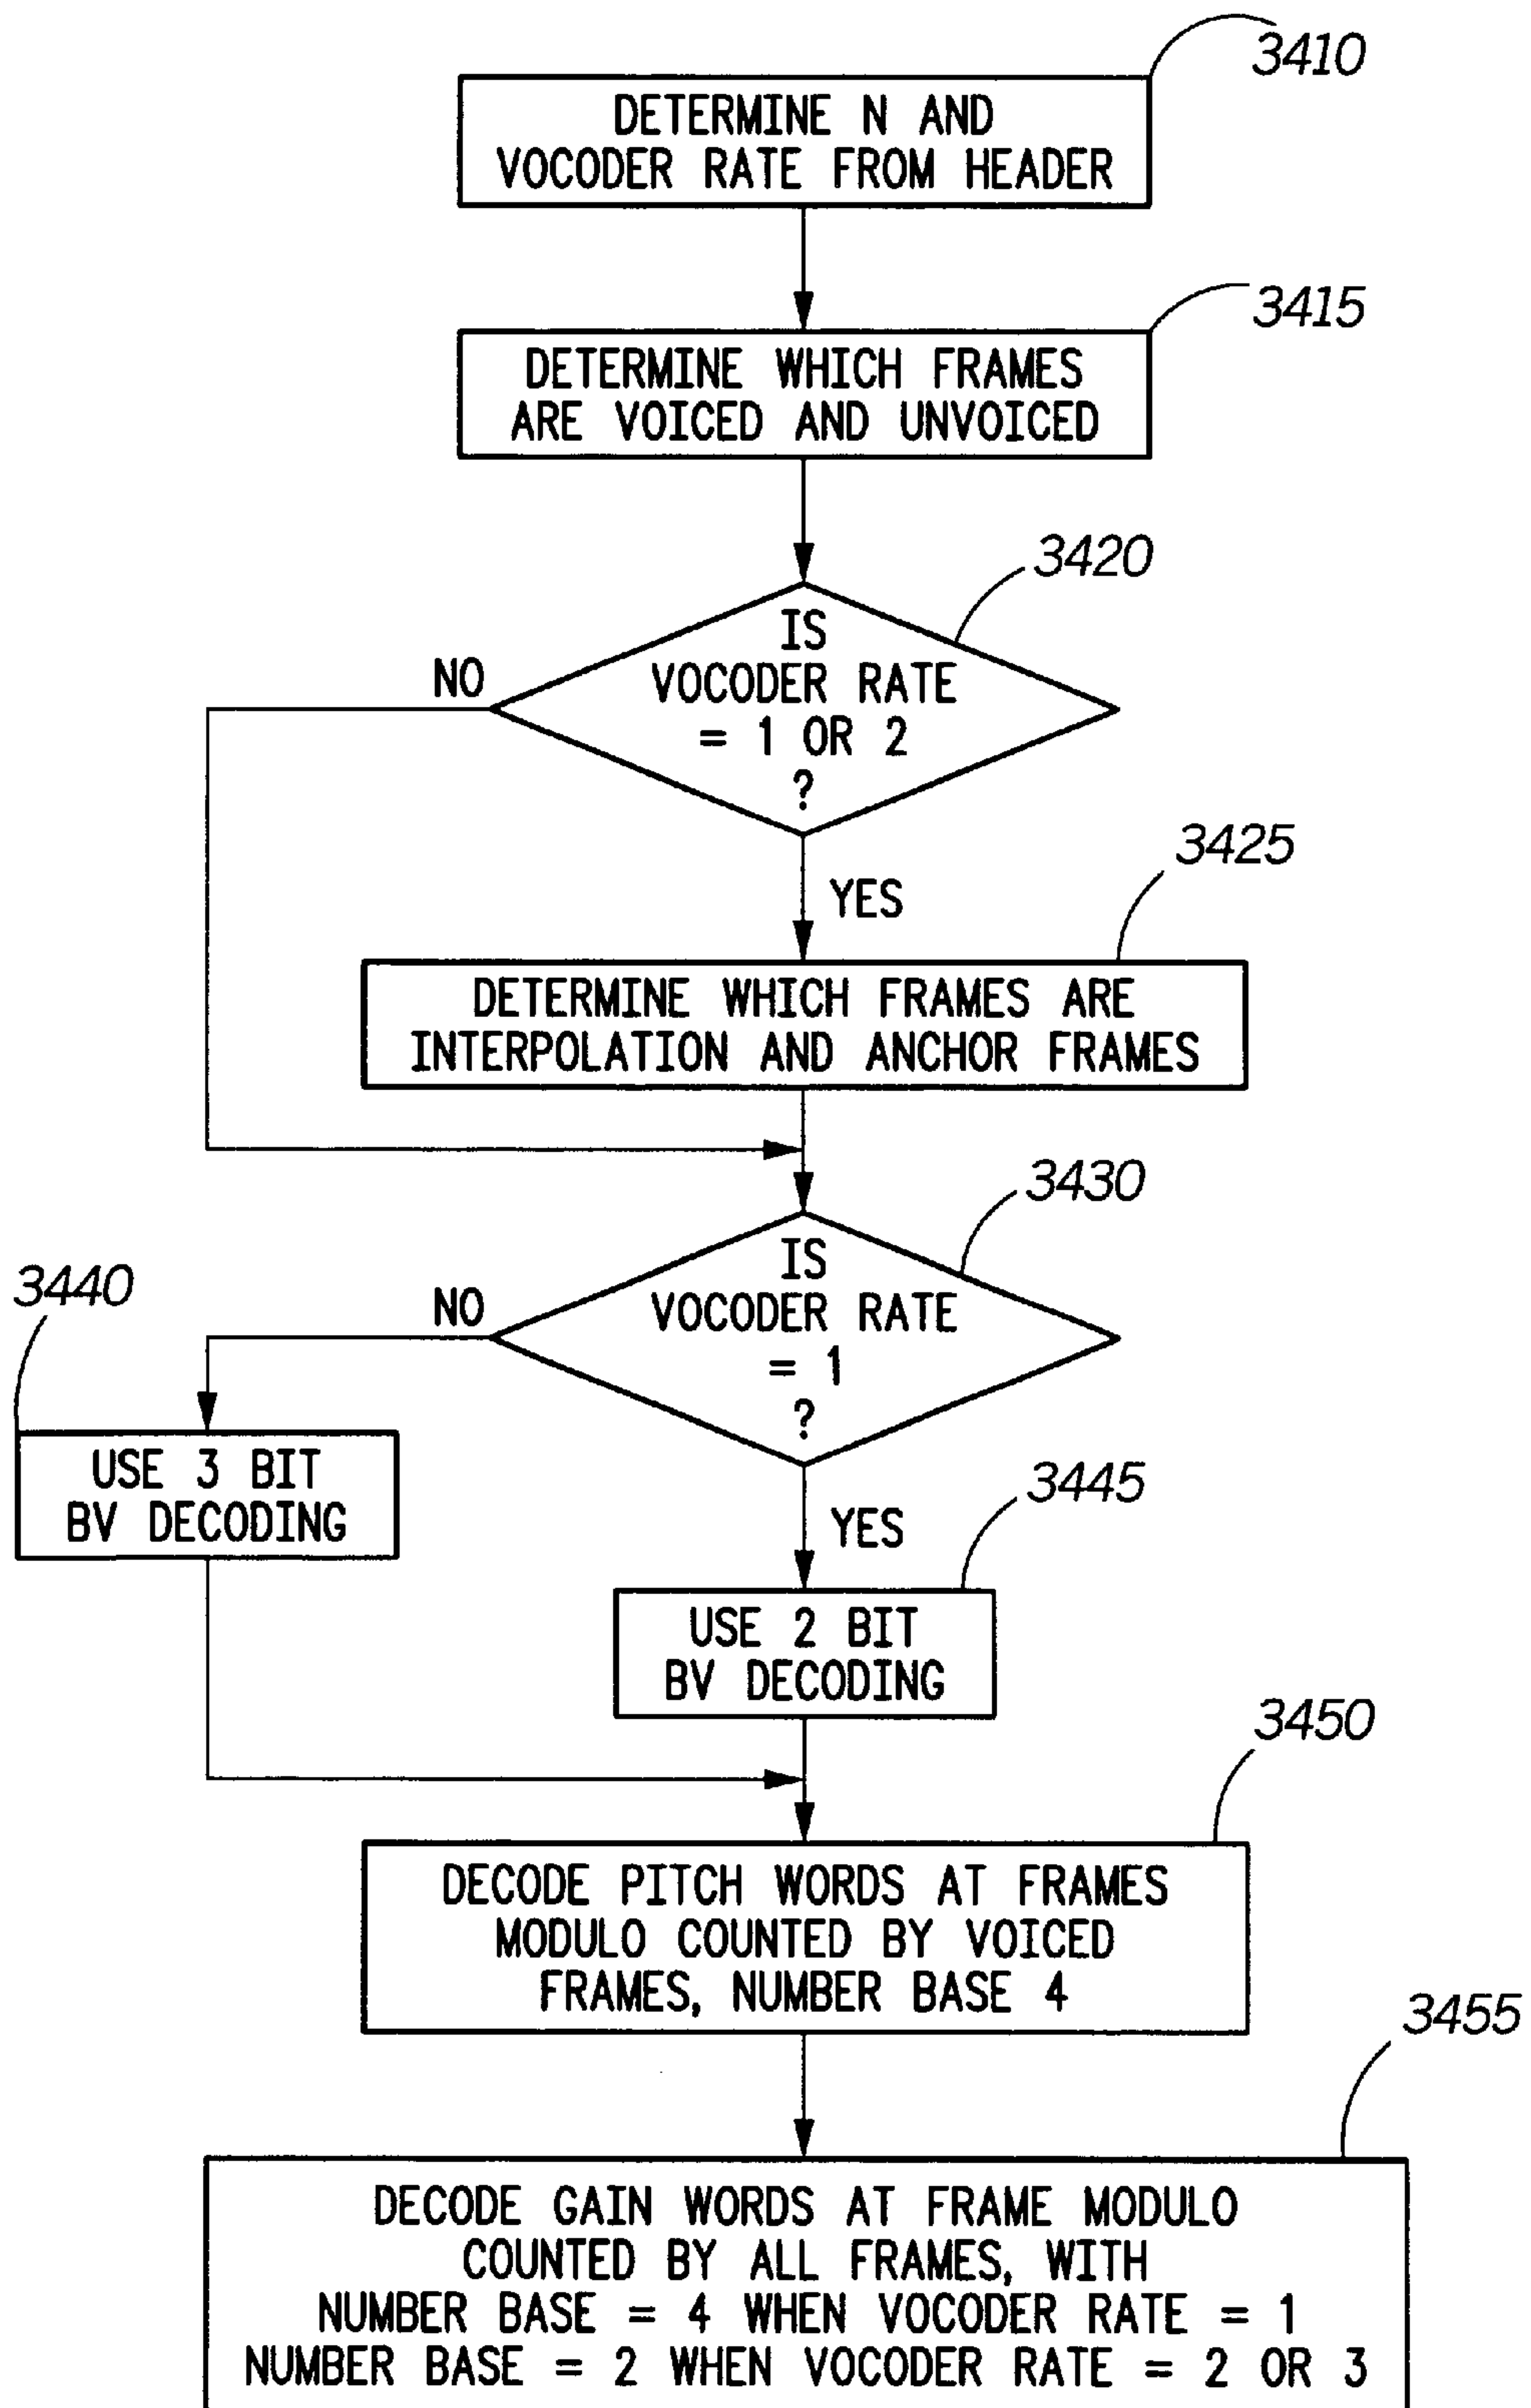 3410
DETERMINE N AND
VOCODER RATE FROM HEADER
3415
DETERMINE WHICH FRAMES
ARE VOICED AND UNVOICED
3420
IS
VOCODER RATE
= 1 OR 2
?
NO
YES
3425
DETERMINE WHICH FRAMES ARE
INTERPOLATION AND ANCHOR FRAMES
3430
IS
VOCODER RATE
= 1
?
NO
YES
3440
USE 3 BIT
BV DECODING
3445
USE 2 BIT
BV DECODING
3450
DECODE PITCH WORDS AT FRAMES
MODULO COUNTED BY VOICED
FRAMES, NUMBER BASE 4
3455
DECODE GAIN WORDS AT FRAME MODULO
COUNTED BY ALL FRAMES, WITH
NUMBER BASE = 4 WHEN VOCODER RATE = 1
NUMBER BASE = 2 WHEN VOCODER RATE = 2 OR 3